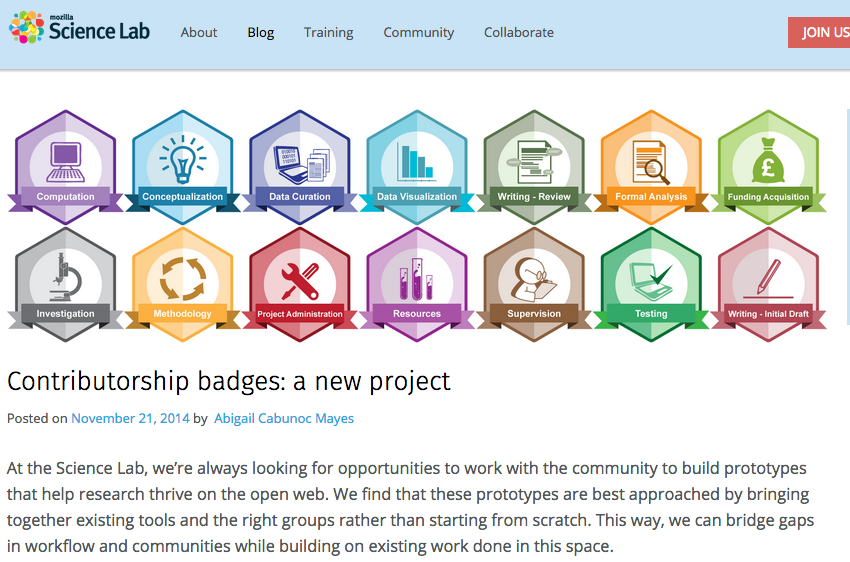 mozilla
Science Lab
About Blog Training Community Collaborate
JOIN US
Computation Conceptualization Data Curation Data Visualization Writing - Review Formal Analysis Funding Acquisition
Investigation Methodology Project Administration Resources Supervision Testing Writing - Initial Draft
Contributorship badges: a new project
Posted on November 21, 2014 by Abigail Cabunoc Mayes
At the Science Lab, we’re always looking for opportunities to work with the community to build prototypes
that help research thrive on the open web. We find that these prototypes are best approached by bringing
together existing tools and the right groups rather than starting from scratch. This way, we can bridge gaps
in workflow and communities while building on existing work done in this space.